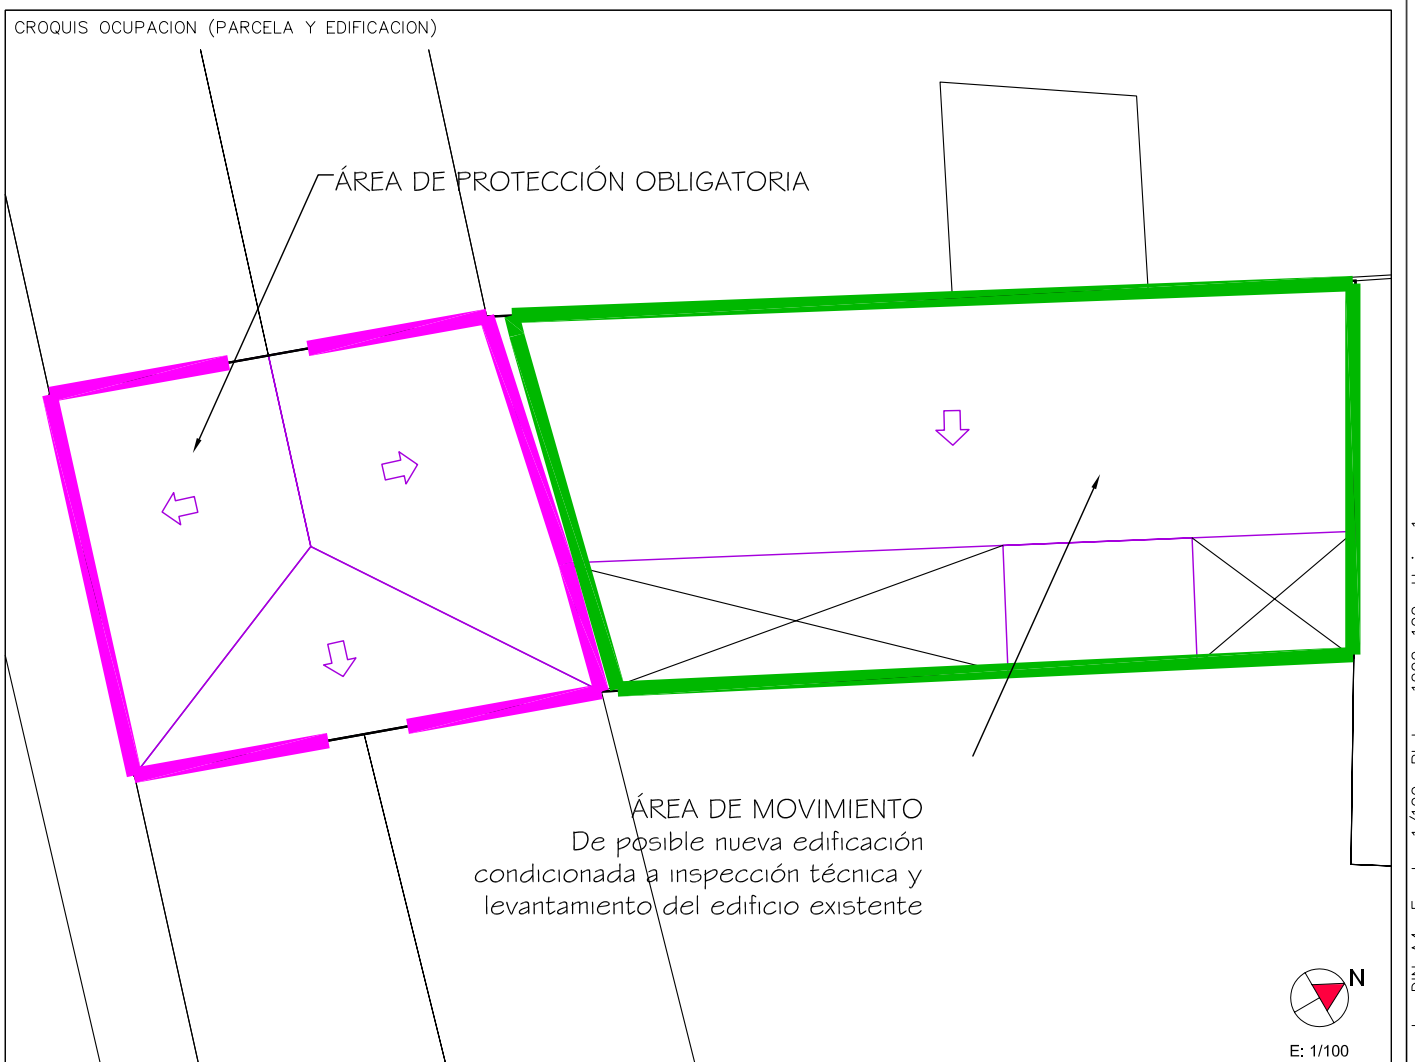 CROQUIS OCUPACION (PARCELA Y EDIFICACION)
ÁREA DE PROTECCIÓN OBLIGATORIA
ÁREA DE MOVIMIENTO
De posible nueva edificación
condicionada a inspección técnica y
levantamiento del edificio existente
N
E: 1/100